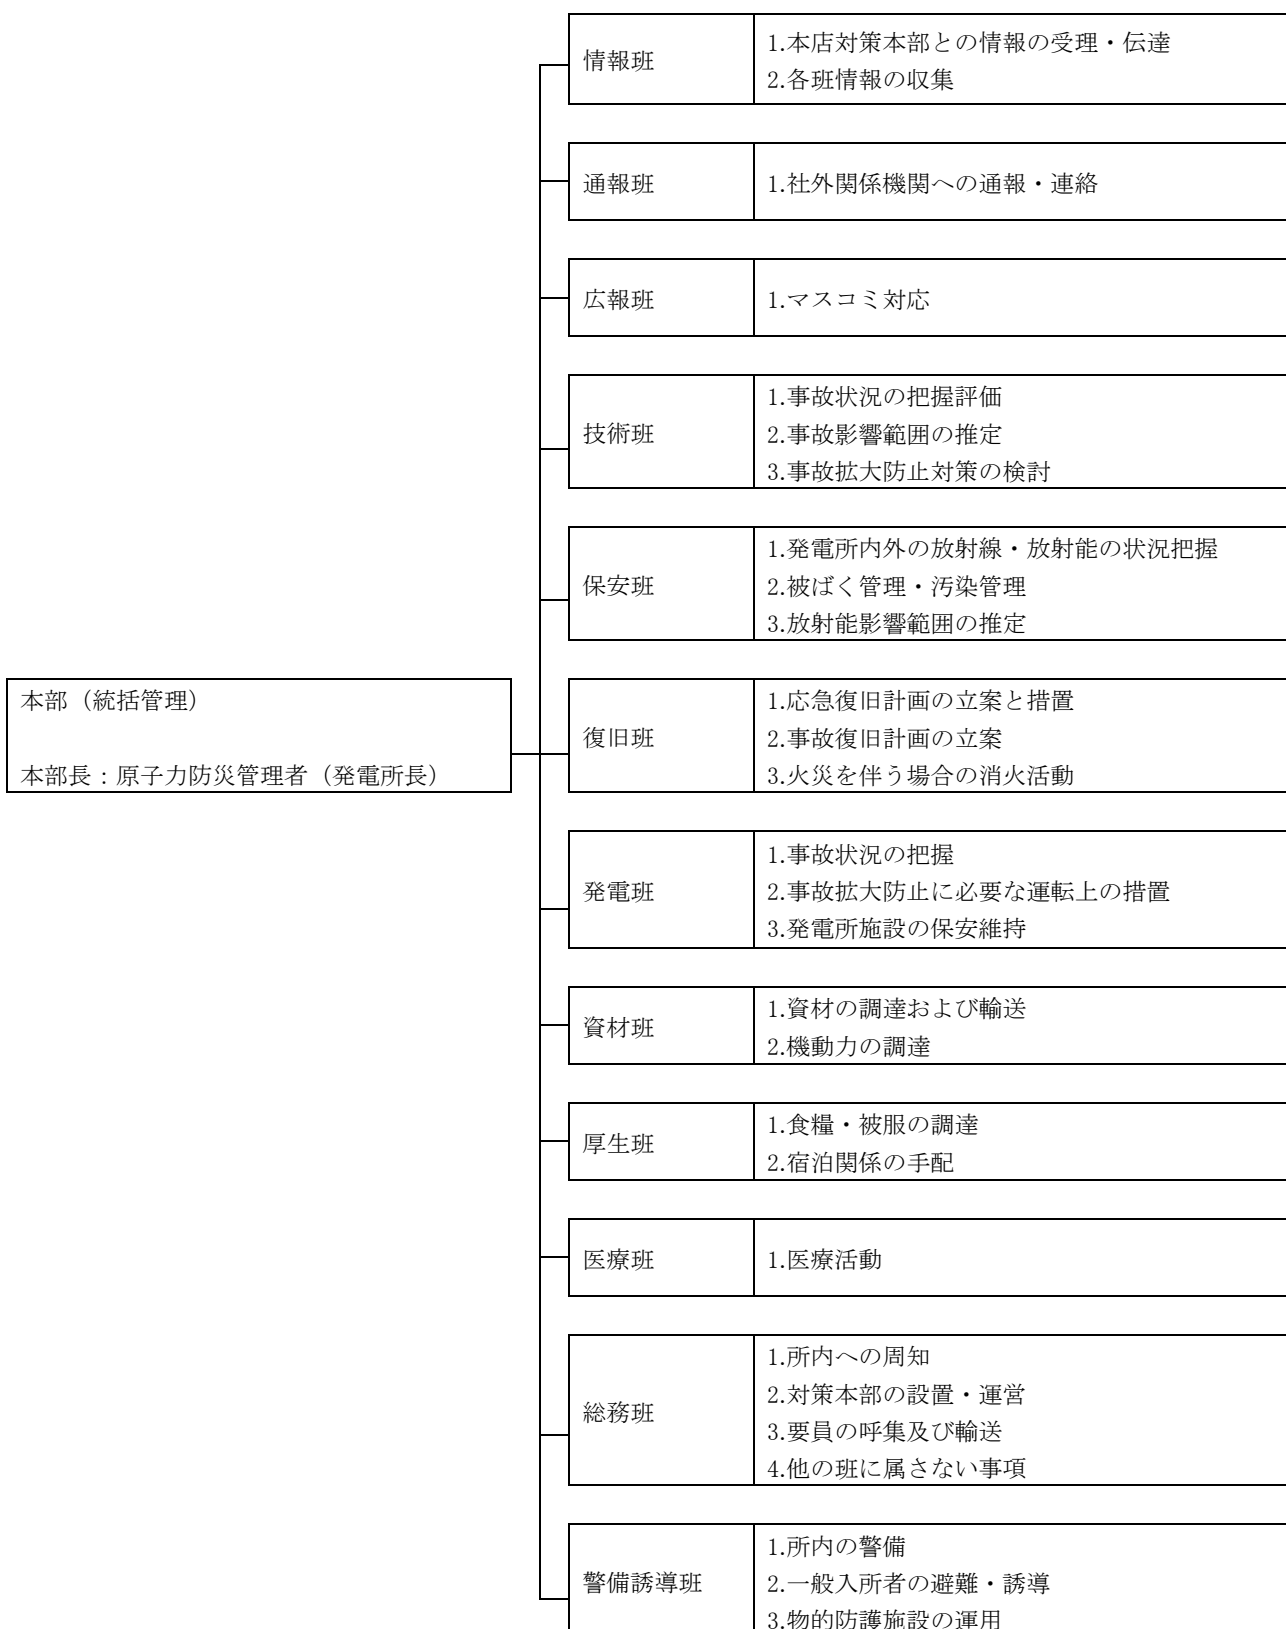 情報班
1.本店対策本部との情報の受理・伝達
2.各班情報の収集
通報班
1.社外関係機関への通報・連絡
広報班
1.マスコミ対応
技術班
1.事故状況の把握評価
2.事故影響範囲の推定
3.事故拡大防止対策の検討
保安班
1.発電所内外の放射線・放射能の状況把握
2.被ばく管理・汚染管理
3.放射能影響範囲の推定
本部（統括管理）
本部長：原子力防災管理者（発電所長）
復旧班
1.応急復旧計画の立案と措置
2.事故復旧計画の立案
3.火災を伴う場合の消火活動
発電班
1.事故状況の把握
2.事故拡大防止に必要な運転上の措置
3.発電所施設の保安維持
資材班
1.資材の調達および輸送
2.機動力の調達
厚生班
1.食糧・被服の調達
2.宿泊関係の手配
医療班
1.医療活動
総務班
1.所内への周知
2.対策本部の設置・運営
3.要員の呼集及び輸送
4.他の班に属さない事項
警備誘導班
1.所内の警備
2.一般入所者の避難・誘導
3.物的防護施設の運用